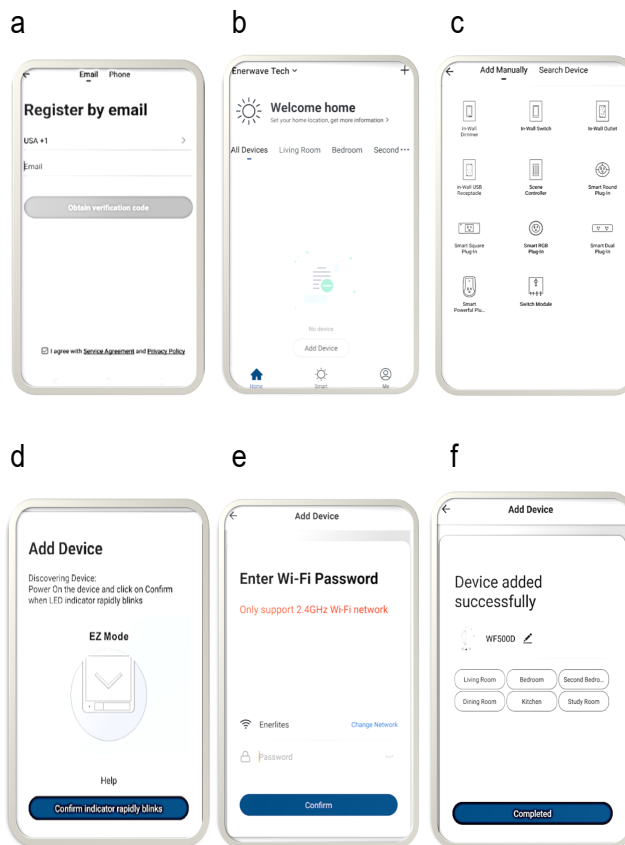 a
Email Phone
Register by email
USA +1
Email
Obtain verification code
I agree with Service Agreement and Privacy Policy
b
Enerwave Tech
Welcome home
Set your home location, get more information >
All Devices Living Room Bedroom Second ···
No device
Add Device
Home Smart Me
c
Add Manually Search Device
In-Wall
Dimmer
In-Wall Switch
In-Wall Outlet
In-Wall USB
Receptacle
Scene
Controller
Smart Round
Plug-In
Smart Square
Plug-In
Smart RGB
Plug-In
Smart Dual
Plug-In
Smart
Powerful Plu...
Switch Module
d
Add Device
Discovering Device:
Power On the device and click on Confirm
when LED indicator rapidly blinks
EZ Mode
Help
Confirm indicator rapidly blinks
e
Add Device
Enter Wi-Fi Password
Only support 2.4GHz Wi-Fi network
Enerlites Change Network
Password
Confirm
f
Add Device
Device added
successfully
WF500D
Living Room Bedroom Second Bedro...
Dining Room Kitchen Study Room
Completed